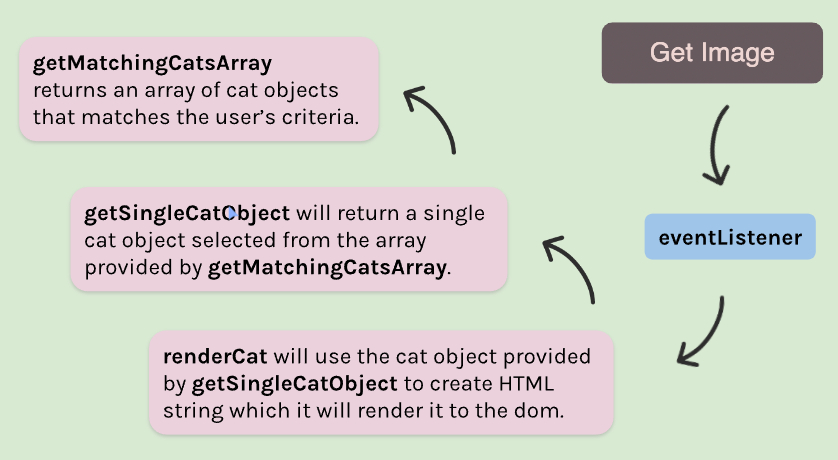 Get Image
getMatchingCatsArray
returns an array of cat objects
that matches the user's criteria.
getSingleCatObject will return a single
cat object selected from the array
provided by getMatchingCatsArray.
eventListener
renderCat will use the cat object provided
by getSingleCatObject to create HTML
string which it will render it to the dom.